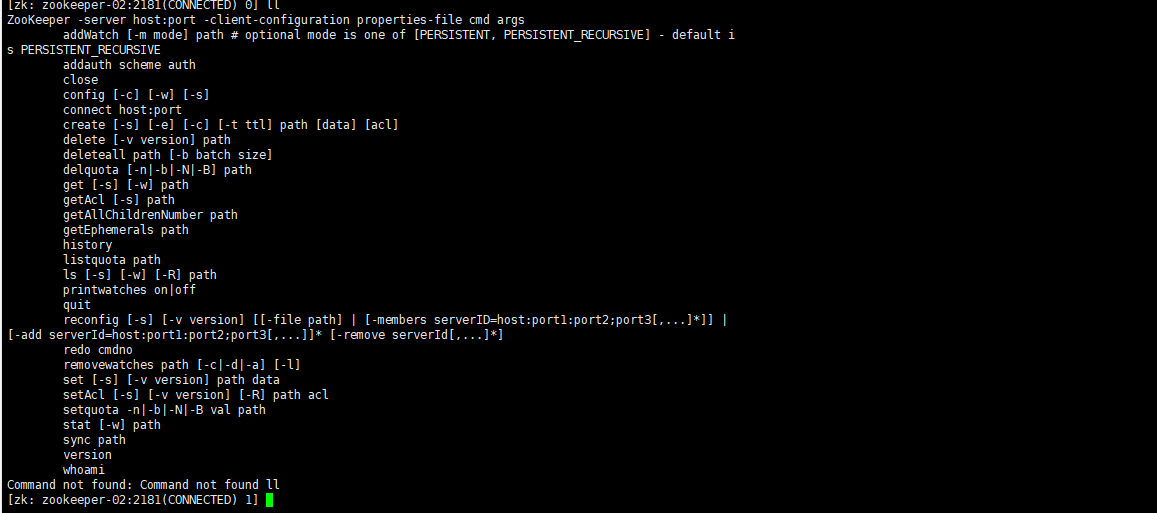 [zk: zookeeper-02:2181(CONNECTED) 0] ll
ZooKeeper -server host:port -client-configuration properties-file cmd args
addWatch [-m mode] path # optional mode is one of [PERSISTENT, PERSISTENT_RECURSIVE] - default i
s PERSISTENT_RECURSIVE
addauth scheme auth
close
config [-c] [-w] [-s]
connect host:port
create [-s] [-e] [-c] [-t ttl] path [data] [acl]
delete [-v version] path
deleteall path [-b batch size]
delquota [-n|-b|-N|-B] path
get [-s] [-w] path
getAcl [-s] path
getAllChildrenNumber path
getEphemerals path
history
listquota path
ls [-s] [-w] [-R] path
printwatches on|off
quit
reconfig [-s] [-v version] [[-file path] | [-members serverID=host:port1:port2;port3[,...]*]] |
[-add serverId=host:port1:port2;port3[,...]]* [-remove serverId[,...]*]
redo cmdno
removewatches path [-c|-d|-a] [-l]
set [-s] [-v version] path data
setAcl [-s] [-v version] [-R] path acl
setquota -n|-b|-N|-B val path
stat [-w] path
sync path
version
whoami
Command not found: Command not found ll
[zk: zookeeper-02:2181(CONNECTED) 1]